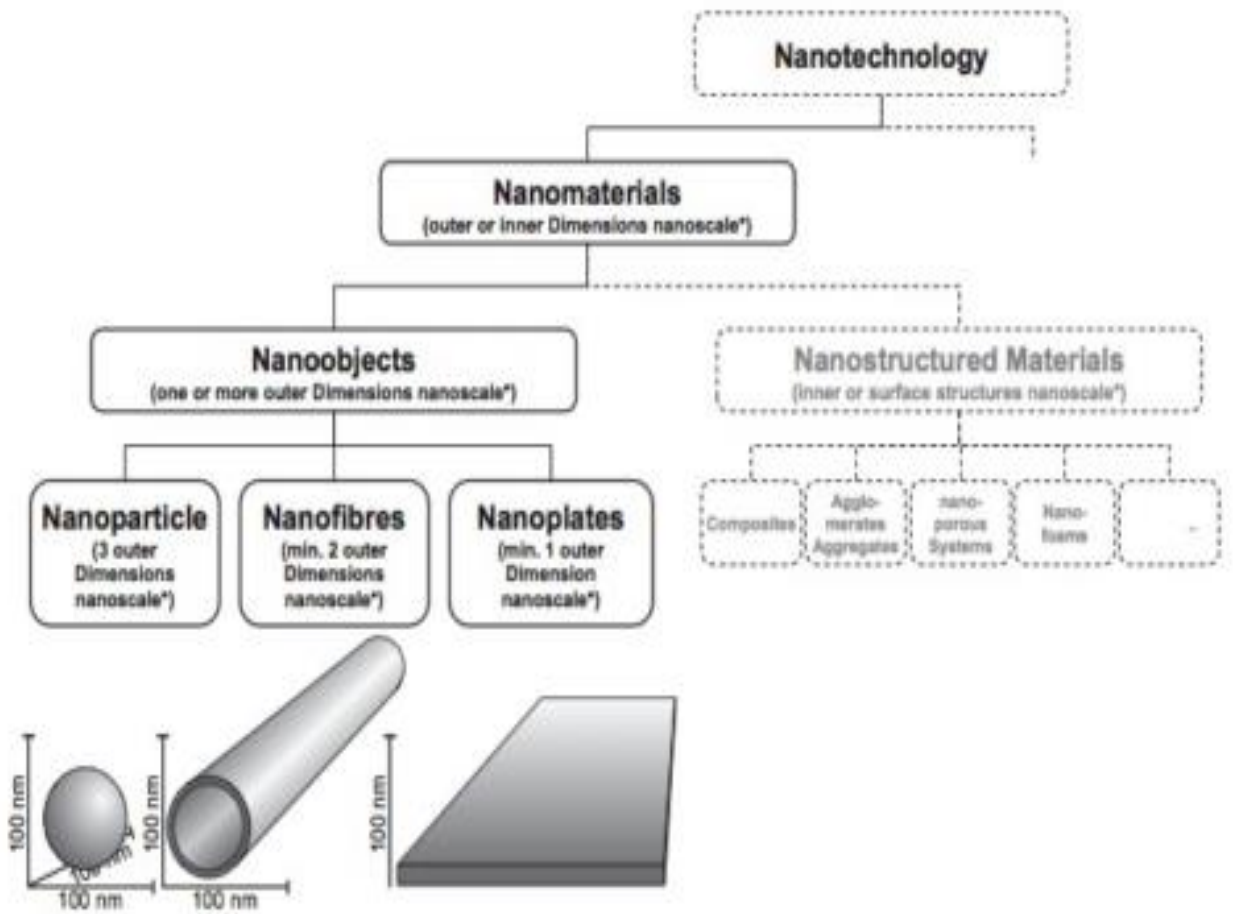 Nanotechnology
Nanomaterials
(outer or inner Dimensions nanoscale*)
Nanoobjects
(one or more outer Dimensions nanoscale*)
Nanostructured Materials
(inner or surface structures nanoscale*)
Nanoparticle
(3 outer
Dimensions
nanoscale*)
Nanofibres
(min. 2 outer
Dimensions
nanoscale*)
Nanoplates
(min. 1 outer
Dimension
nanoscale*)
Composites
Agglo-
merates
Aggregates
nano-
porous
Systems
Nano-
foams
100 nm
100 nm
100 nm
100 nm
100 nm
100 nm